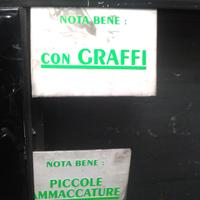 NOTA BENE :
CON GRAFFI
NOTA BENE :
PICCOLE
AMMACCATURE